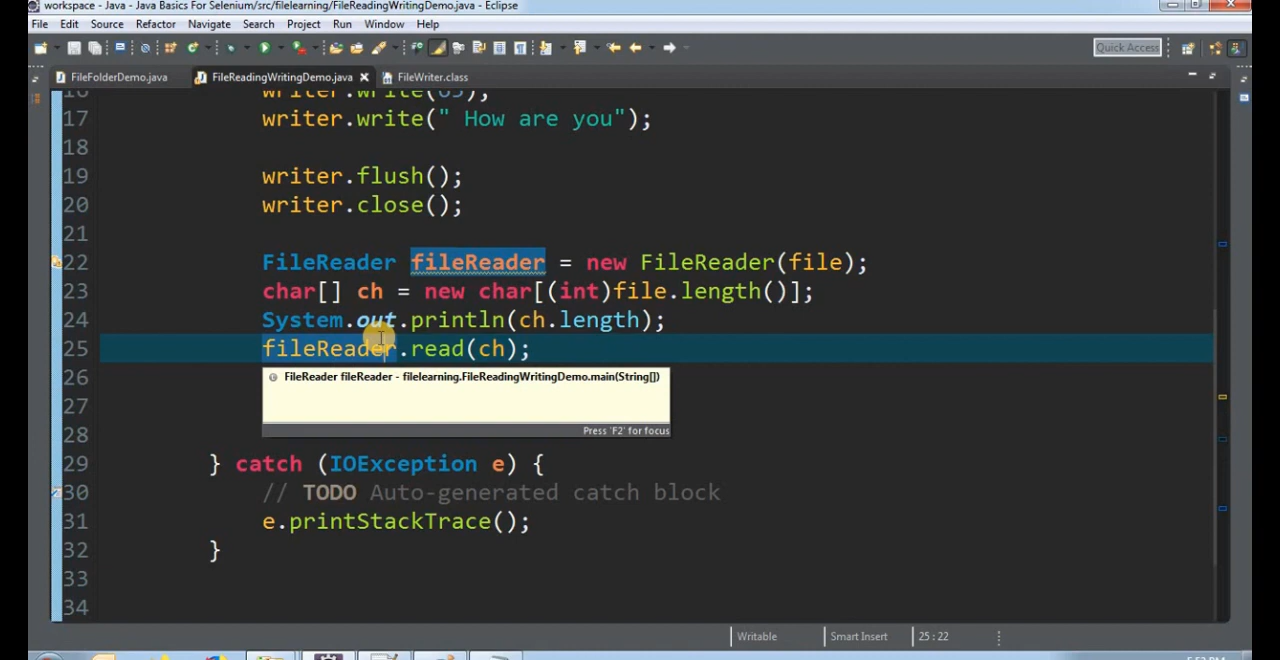 workspace - Java - Java Basics For Selenium/src/filelearning/FileReadingWritingDemo.java - Eclipse
File Edit Source Refactor Navigate Search Project Run Window Help
Quick Access
FileFolderDemo.java FileReadingWritingDemo.java FileWriter.class
16 writer.write(65);
17 writer.write(" How are you");
18
19 writer.flush();
20 writer.close();
21
22 FileReader fileReader = new FileReader(file);
23 char[] ch = new char[(int)file.length()];
24 System.out.println(ch.length);
25 fileReader.read(ch);
26 FileReader fileReader - filelearning.FileReadingWritingDemo.main(String[])
27
Press 'F2' for focus
28
29 } catch (IOException e) {
30 // TODO Auto-generated catch block
31 e.printStackTrace();
32 }
33
34
Writable Smart Insert 25 : 22